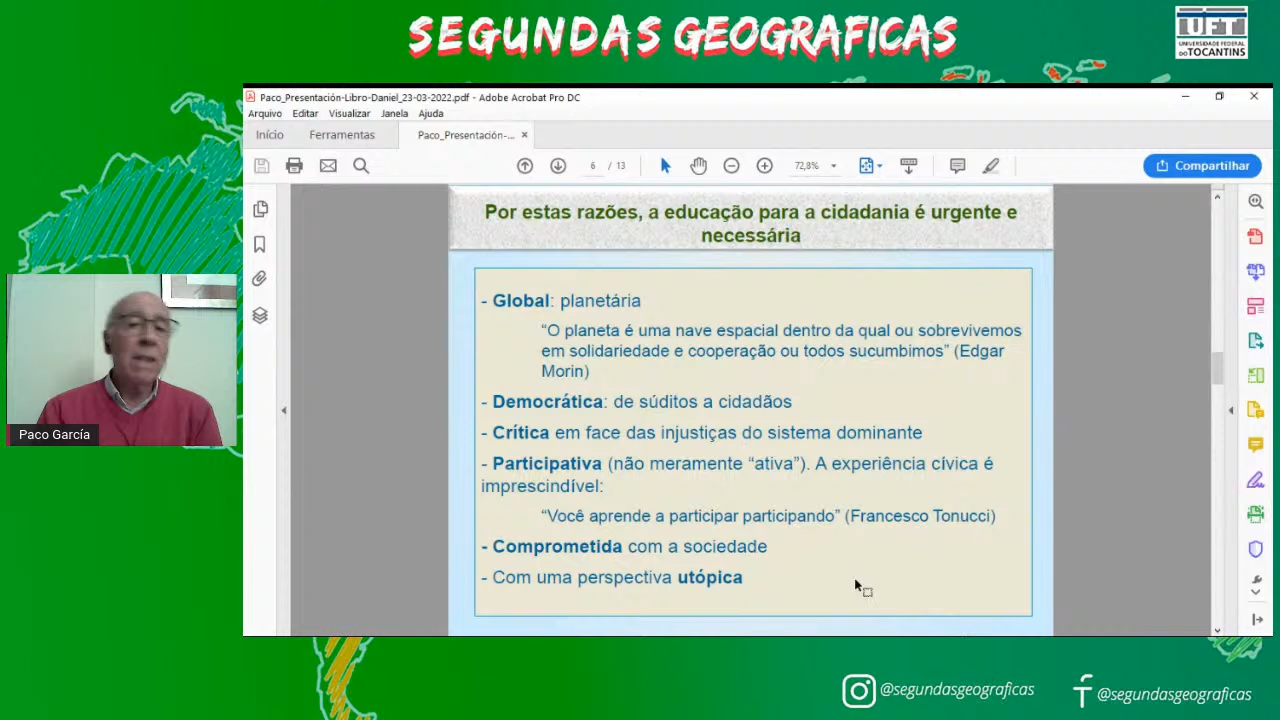 SEGUNDAS GEOGRAFICAS
UFT
UNIVERSIDADE FEDERAL
DO TOCANTINS
Paco_Presentación-Libro-Daniel_23-03-2022.pdf - Adobe Acrobat Pro DC
Arquivo Editar Visualizar Janela Ajuda
Início Ferramentas Paco_Presentación-... ×
6 / 13 72,8% Compartilhar
Por estas razões, a educação para a cidadania é urgente e
necessária
- Global: planetária
“O planeta é uma nave espacial dentro da qual ou sobrevivemos
em solidariedade e cooperação ou todos sucumbimos” (Edgar
Morin)
- Democrática: de súditos a cidadãos
- Crítica em face das injustiças do sistema dominante
- Participativa (não meramente “ativa”). A experiência cívica é
imprescindível:
“Você aprende a participar participando” (Francesco Tonucci)
- Comprometida com a sociedade
- Com uma perspectiva utópica
Paco García
@segundasgeograficas
@segundasgeograficas